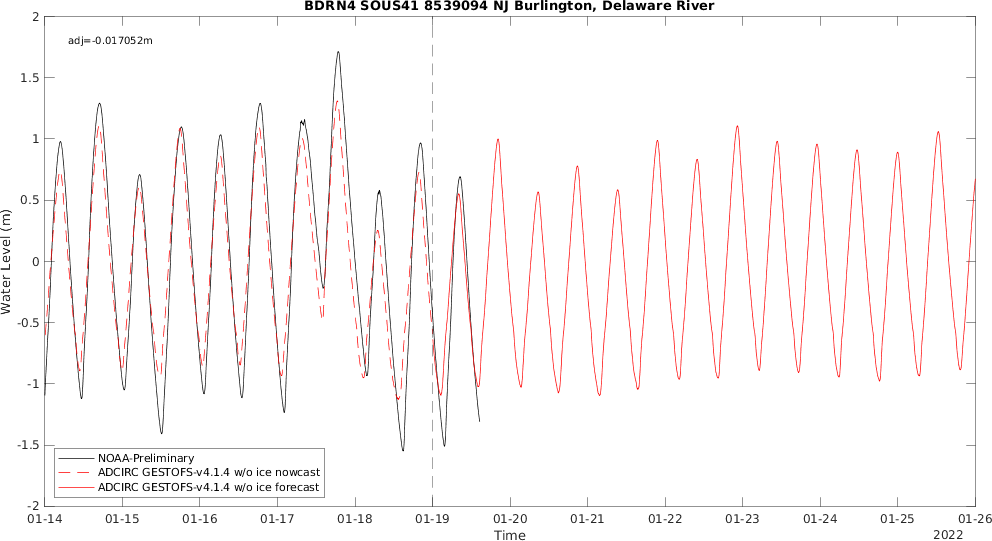 BDRN4 SOUS41 8539094 NJ Burlington, Delaware River
adj=-0.017052m
2
1.5
1
0.5
0
-0.5
-1
-1.5
-2
Water Level (m)
NOAA-Preliminary
ADCIRC GESTOFS-v4.1.4 w/o ice nowcast
ADCIRC GESTOFS-v4.1.4 w/o ice forecast
01-14 01-15 01-16 01-17 01-18 01-19 01-20 01-21 01-22 01-23 01-24 01-25 01-26
Time
2022